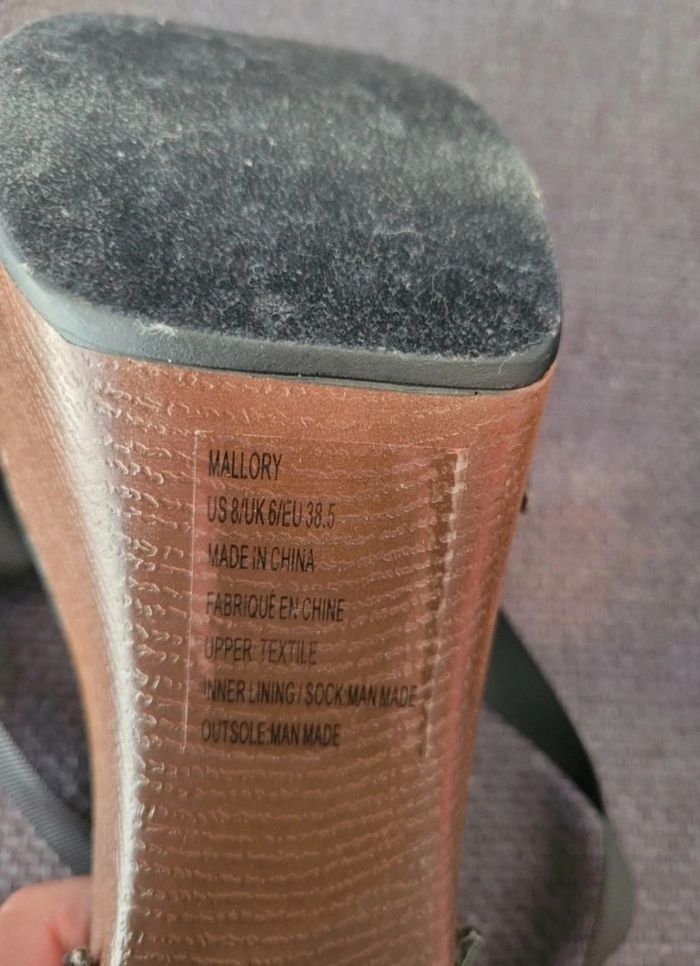 MALLORY
US 8/UK 6/EU 38.5
MADE IN CHINA
FABRIQUÉ EN CHINE
UPPER: TEXTILE
INNER LINING / SOCK:MAN MADE
OUTSOLE:MAN MADE